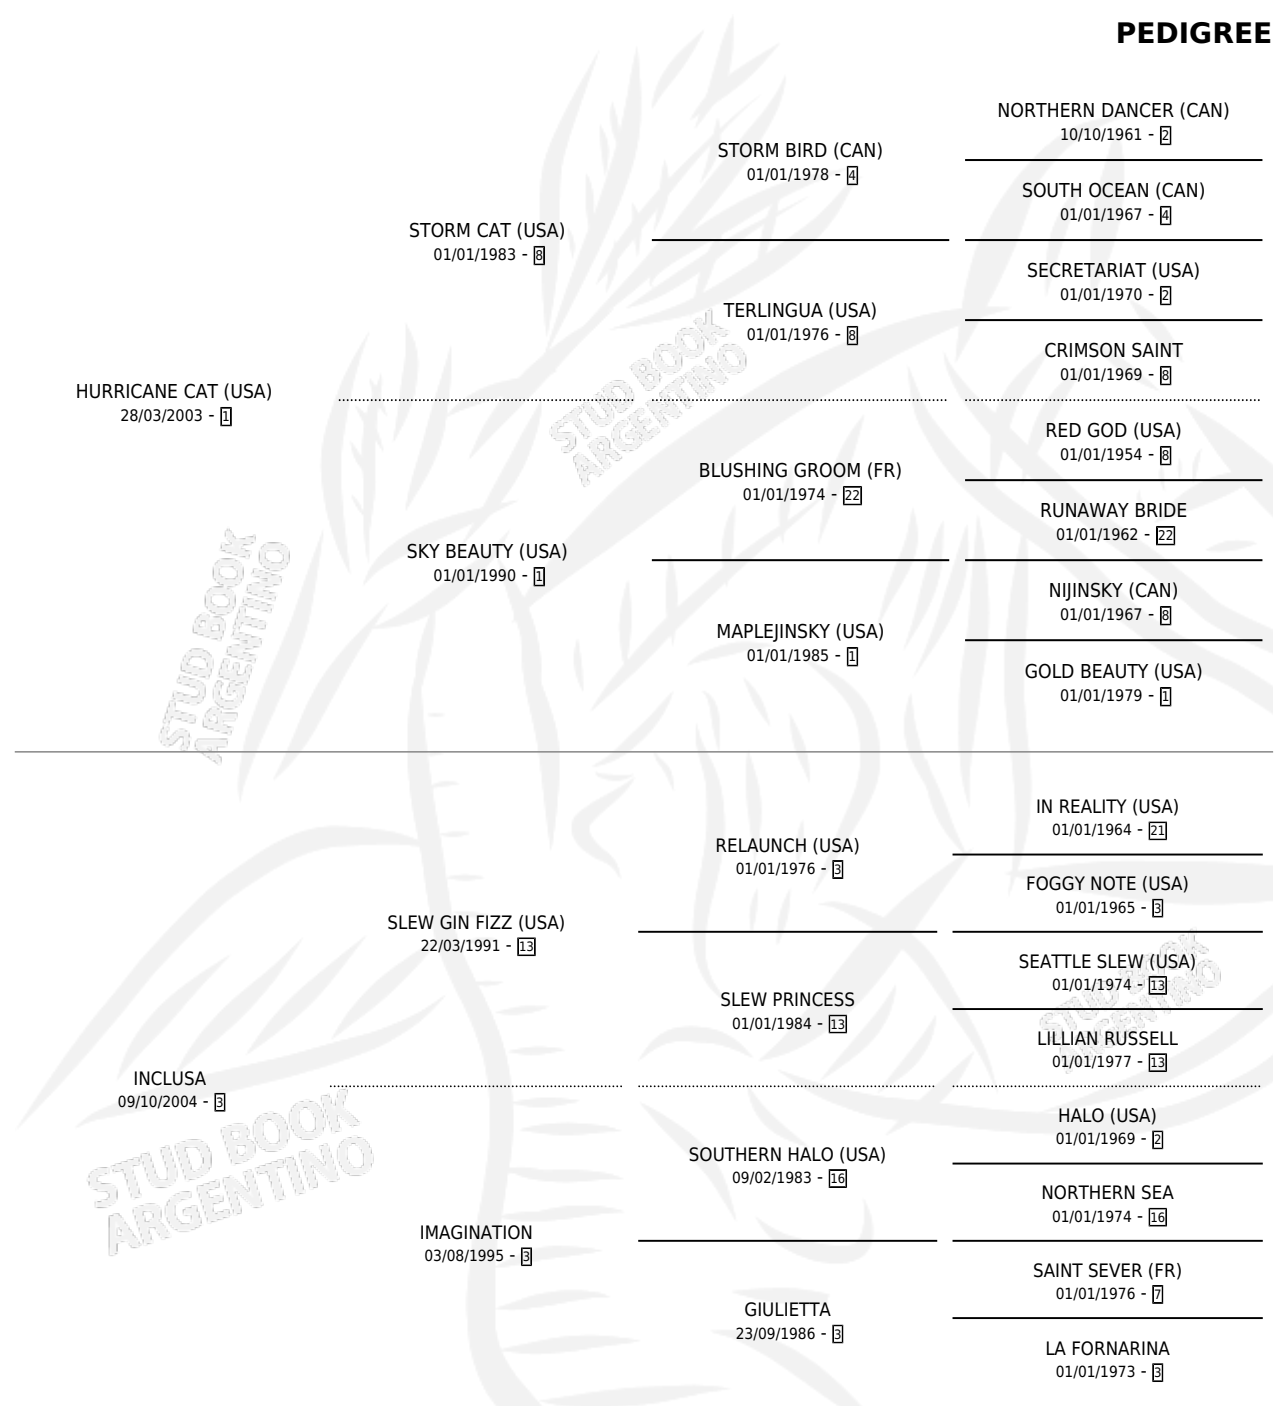 PEDIGREE
NORTHERN DANCER (CAN)
10/10/1961 - 2
STORM BIRD (CAN)
01/01/1978 - 4
SOUTH OCEAN (CAN)
01/01/1967 - 4
STORM CAT (USA)
01/01/1983 - 8
SECRETARIAT (USA)
01/01/1970 - 2
TERLINGUA (USA)
01/01/1976 - 8
CRIMSON SAINT
01/01/1969 - 8
HURRICANE CAT (USA)
28/03/2003 - 1
STUD BOOK
ARGENTINO
RED GOD (USA)
01/01/1954 - 8
BLUSHING GROOM (FR)
01/01/1974 - 22
RUNAWAY BRIDE
01/01/1962 - 22
SKY BEAUTY (USA)
01/01/1990 - 1
NIJINSKY (CAN)
01/01/1967 - 8
MAPLEJINSKY (USA)
01/01/1985 - 1
GOLD BEAUTY (USA)
01/01/1979 - 1
STUD BOOK
ARGENTINO
IN REALITY (USA)
01/01/1964 - 21
RELAUNCH (USA)
01/01/1976 - 3
FOGGY NOTE (USA)
01/01/1965 - 3
SLEW GIN FIZZ (USA)
22/03/1991 - 13
SEATTLE SLEW (USA)
01/01/1974 - 13
SLEW PRINCESS
01/01/1984 - 13
LILLIAN RUSSELL
01/01/1977 - 13
STUD BOOK
ARGENTINO
INCLUSA
09/10/2004 - 3
HALO (USA)
01/01/1969 - 2
SOUTHERN HALO (USA)
09/02/1983 - 16
NORTHERN SEA
01/01/1974 - 16
STUD BOOK
ARGENTINO
IMAGINATION
03/08/1995 - 3
SAINT SEVER (FR)
01/01/1976 - 7
GIULIETTA
23/09/1986 - 3
LA FORNARINA
01/01/1973 - 3